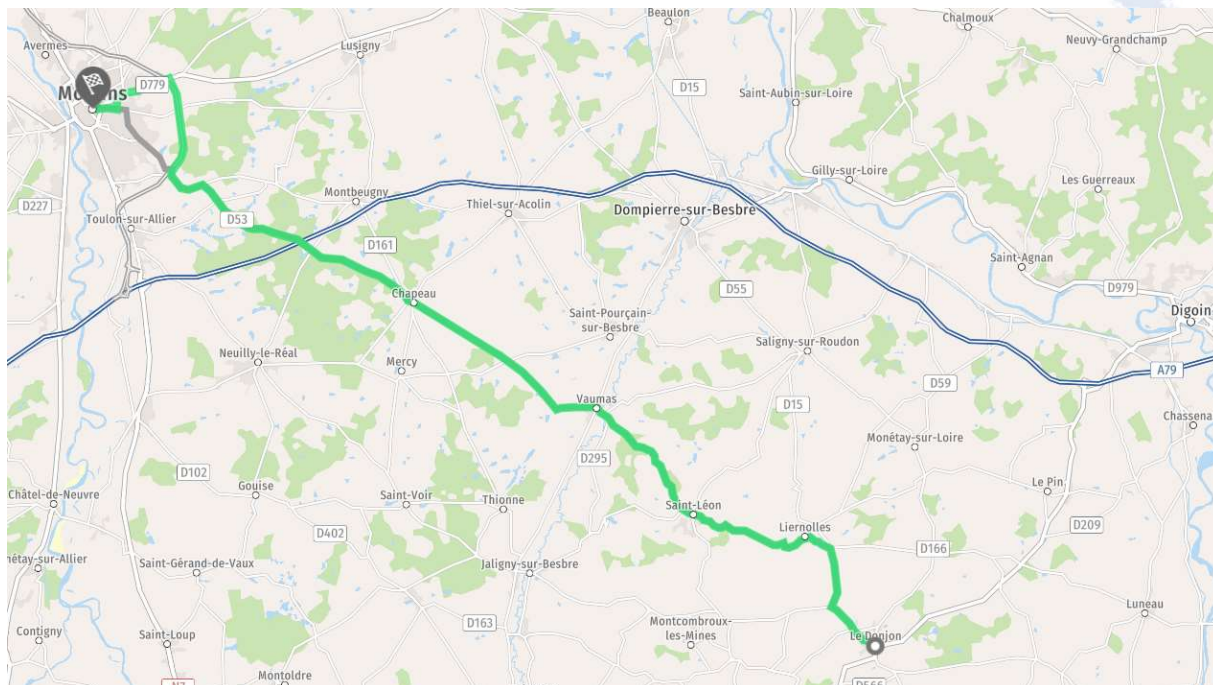 Beaulon
Chalmoux
Neuvy-Grandchamp
Avermes
Lusigny
D779
D15
Saint-Aubin-sur-Loire
Gilly-sur-Loire
Les Guerreaux
Montbeugny
D227
Toulon-sur-Allier
D53
Thiel-sur-Acolin
Dompierre-sur-Besbre
D161
Saint-Agnan
D55
D979
Chapeau
Digoin
Saint-Pourçain-
sur-Besbre
Saligny-sur-Roudon
Neuilly-le-Réal
Mercy
A79
D59
Vaumas
D15
Monétay-sur-Loire
D295
D102
Gouise
Saint-Voir
Thionne
Le Pin
Châtel-de-Neuvre
Saint-Léon
D209
D402
Liernolles
D166
Saint-Gérand-de-Vaux
Jaligny-sur-Besbre
Luneau
Contigny
Saint-Loup
D163
Montcombroux-
les-Mines
Le Donjon
Montoldre